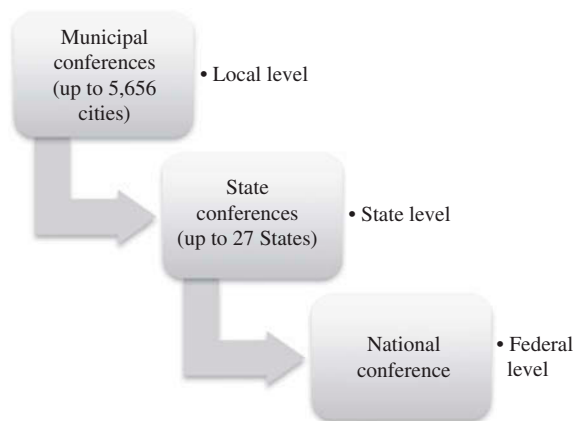 Municipal
conferences
(up to 5,656
cities)
• Local level
State
conferences
(up to 27 States)
• State level
National
conference
• Federal
level